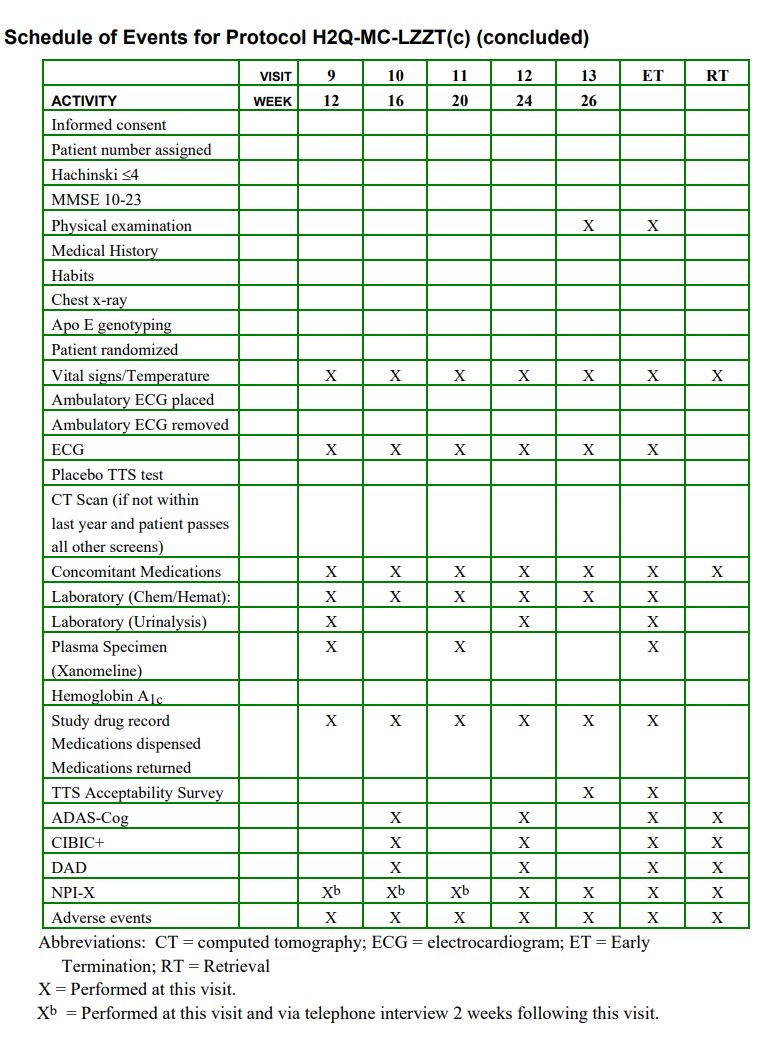 Schedule of Events for Protocol H2Q-MC-LZZT(c) (concluded)
VISIT 9 10 11 12 13 ET RT
ACTIVITY WEEK 12 16 20 24 26
Informed consent
Patient number assigned
Hachinski ≤4
MMSE 10-23
Physical examination X X
Medical History
Habits
Chest x-ray
Apo E genotyping
Patient randomized
Vital signs/Temperature X X X X X X X
Ambulatory ECG placed
Ambulatory ECG removed
ECG X X X X X X
Placebo TTS test
CT Scan (if not within
last year and patient passes
all other screens)
Concomitant Medications X X X X X X X
Laboratory (Chem/Hemat): X X X X X X
Laboratory (Urinalysis) X X X
Plasma Specimen X X X
(Xanomeline)
Hemoglobin A1c
Study drug record X X X X X X
Medications dispensed
Medications returned
TTS Acceptability Survey X X
ADAS-Cog X X X X
CIBIC+ X X X X
DAD X X X X
NPI-X Xb Xb Xb X X X X
Adverse events X X X X X X X
Abbreviations: CT = computed tomography; ECG = electrocardiogram; ET = Early
Termination; RT = Retrieval
X = Performed at this visit.
Xb = Performed at this visit and via telephone interview 2 weeks following this visit.